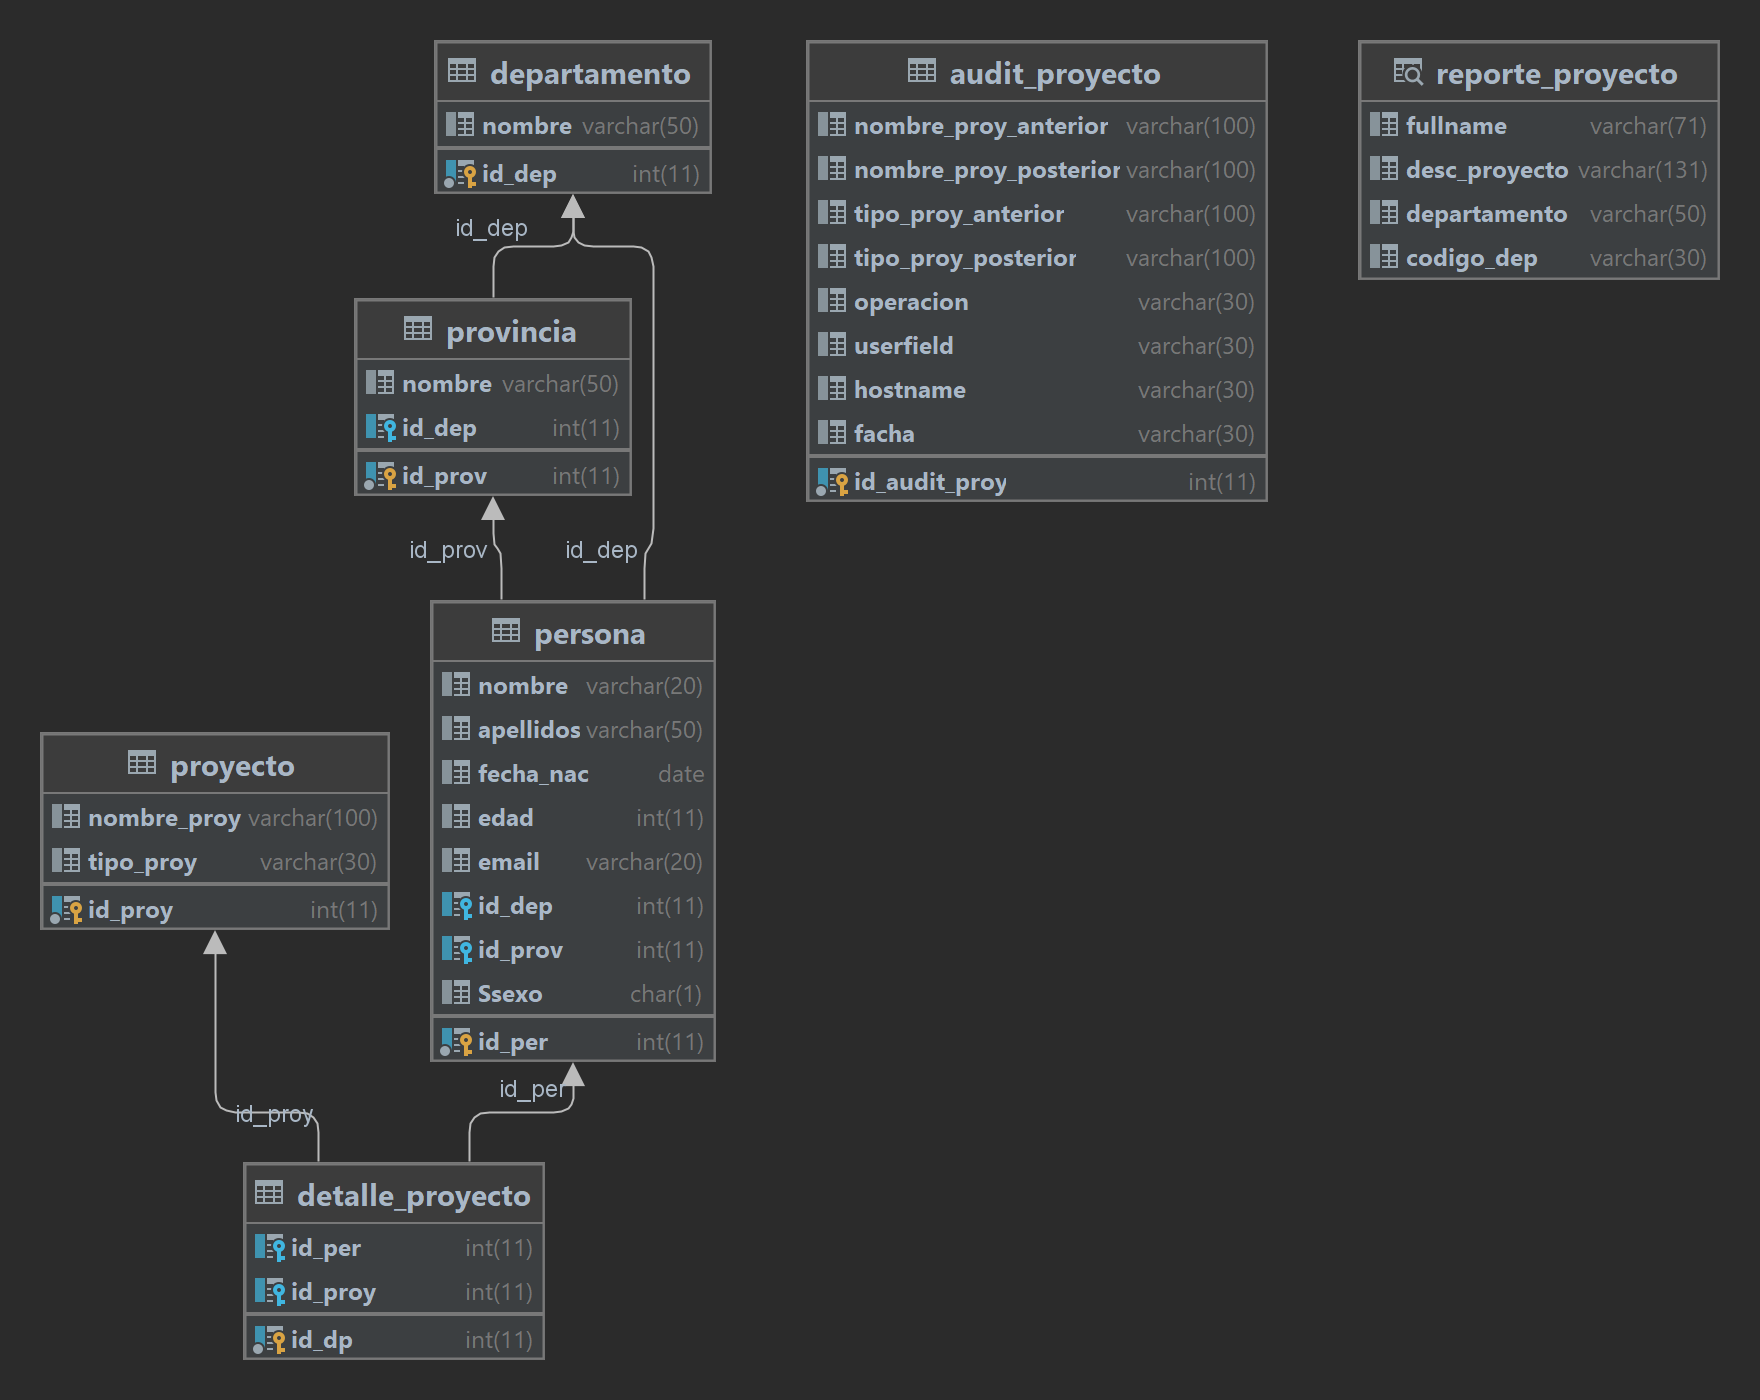 departamento
nombre varchar(50)
id_dep int(11)
id_dep
provincia
nombre varchar(50)
id_dep int(11)
id_prov int(11)
id_prov
id_dep
persona
nombre varchar(20)
apellidos varchar(50)
fecha_nac date
edad int(11)
email varchar(20)
id_dep int(11)
id_prov int(11)
Ssexo char(1)
id_per int(11)
proyecto
nombre_proy varchar(100)
tipo_proy varchar(30)
id_proy int(11)
id_per
id_proy
detalle_proyecto
id_per int(11)
id_proy int(11)
id_dp int(11)
audit_proyecto
nombre_proy_anterior varchar(100)
nombre_proy_posterior varchar(100)
tipo_proy_anterior varchar(100)
tipo_proy_posterior varchar(100)
operacion varchar(30)
userfield varchar(30)
hostname varchar(30)
facha varchar(30)
id_audit_proy int(11)
reporte_proyecto
fullname varchar(71)
desc_proyecto varchar(131)
departamento varchar(50)
codigo_dep varchar(30)